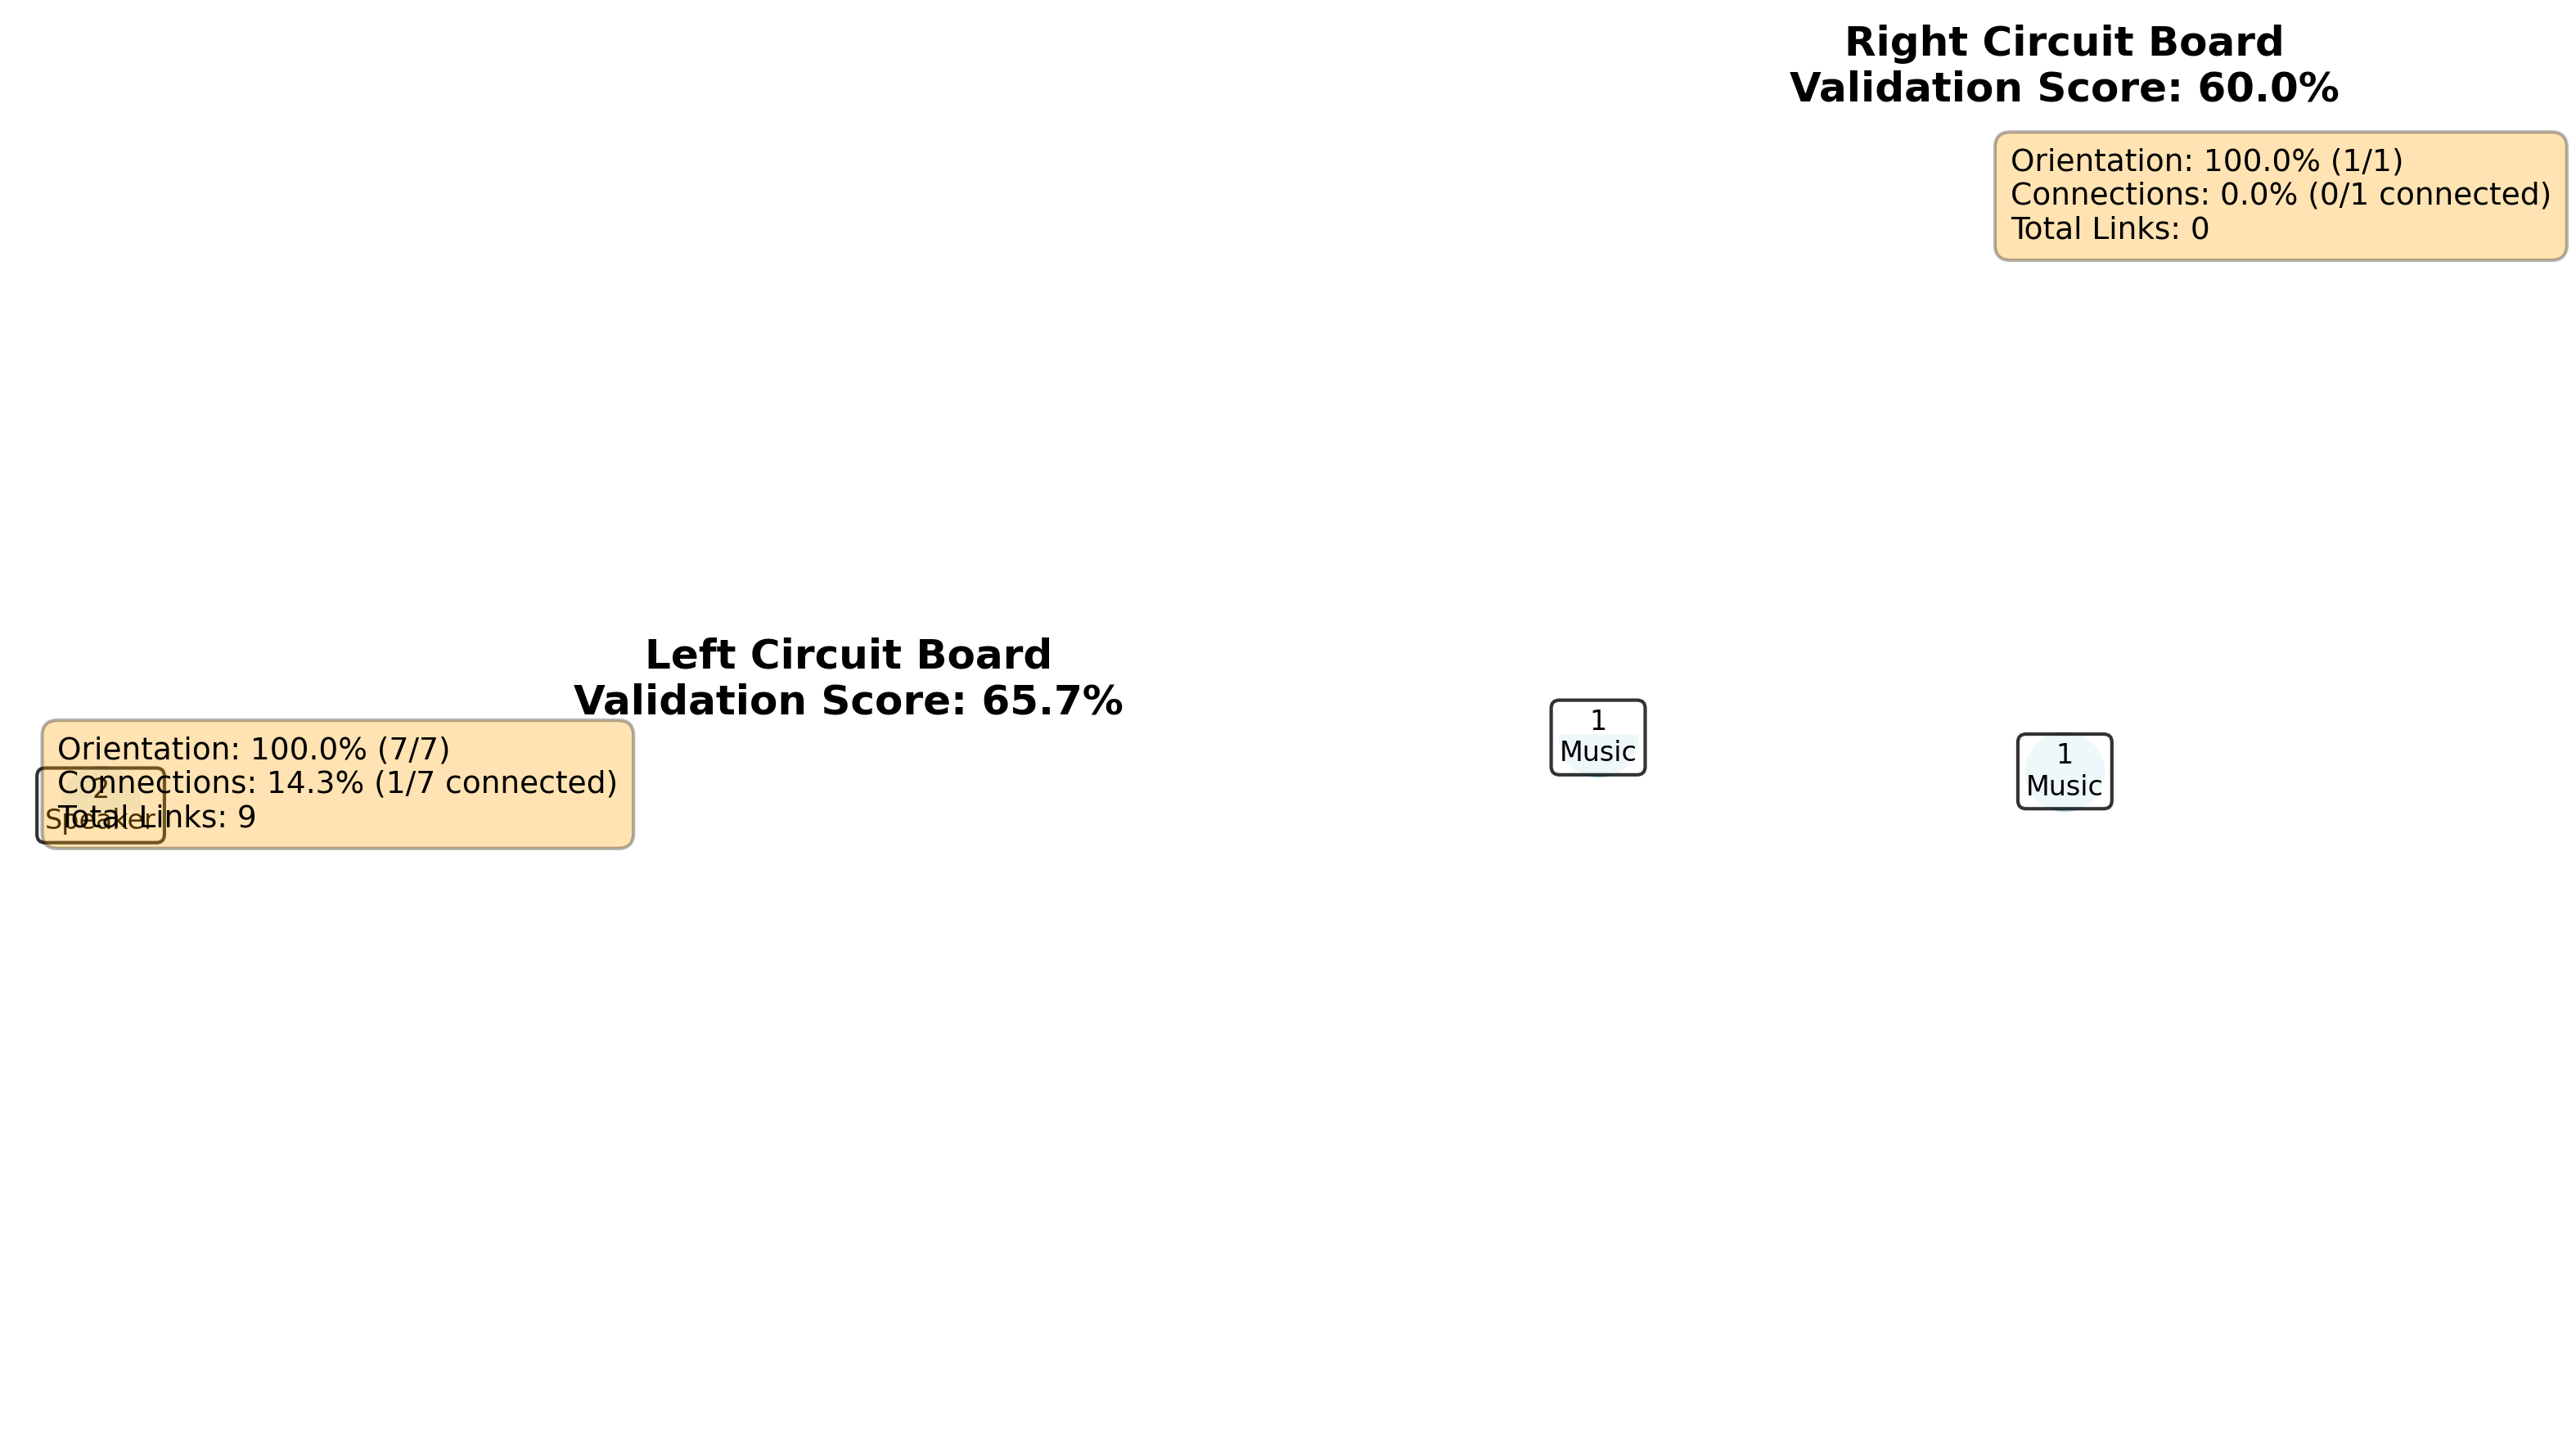 Right Circuit Board
Validation Score: 60.0%
Orientation: 100.0% (1/1)
Connections: 0.0% (0/1 connected)
Total Links: 0
Left Circuit Board
Validation Score: 65.7%
Orientation: 100.0% (7/7)
Connections: 14.3% (1/7 connected)
Total Links: 9
2
Speaker
1
Music
1
Music